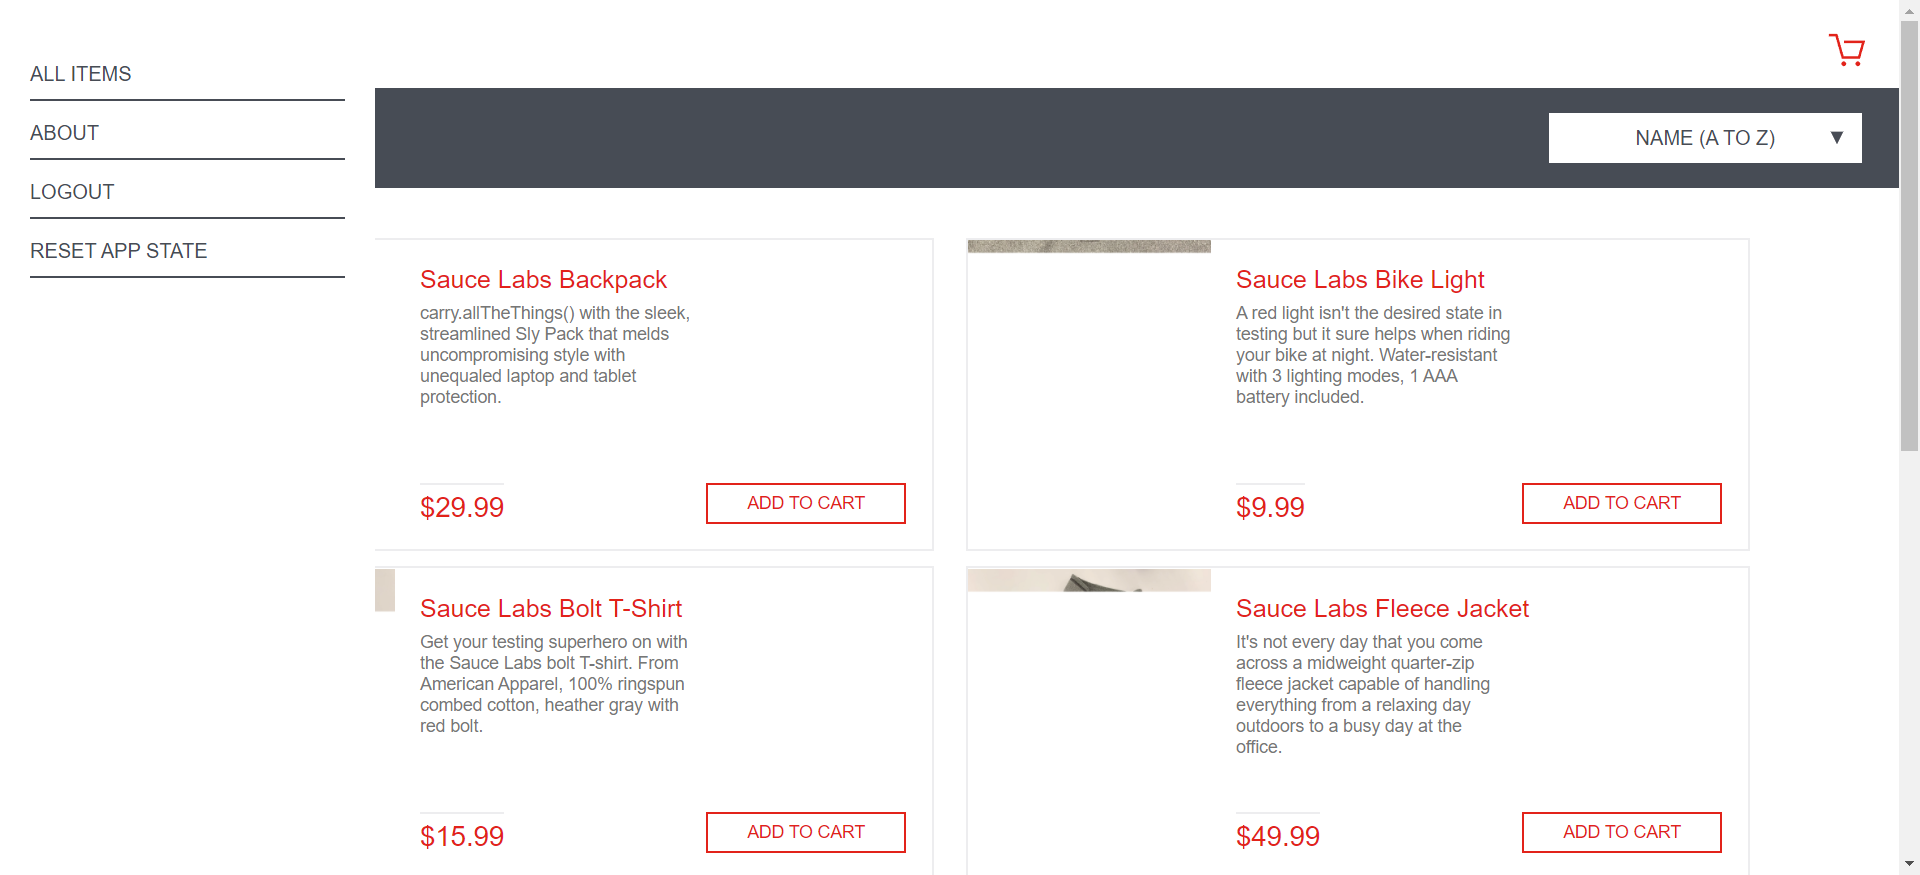 ALL ITEMS
ABOUT
LOGOUT
RESET APP STATE
NAME (A TO Z)
Sauce Labs Backpack
carry.allTheThings() with the sleek,
streamlined Sly Pack that melds
uncompromising style with
unequaled laptop and tablet
protection.
$29.99
ADD TO CART
Sauce Labs Bike Light
A red light isn't the desired state in
testing but it sure helps when riding
your bike at night. Water-resistant
with 3 lighting modes, 1 AAA
battery included.
$9.99
ADD TO CART
Sauce Labs Bolt T-Shirt
Get your testing superhero on with
the Sauce Labs bolt T-shirt. From
American Apparel, 100% ringspun
combed cotton, heather gray with
red bolt.
$15.99
ADD TO CART
Sauce Labs Fleece Jacket
It's not every day that you come
across a midweight quarter-zip
fleece jacket capable of handling
everything from a relaxing day
outdoors to a busy day at the
office.
$49.99
ADD TO CART